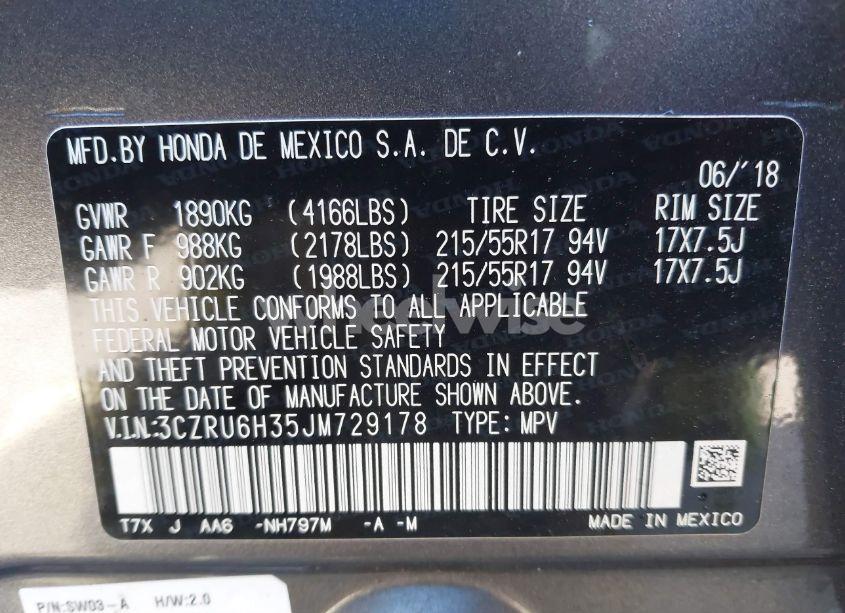 MFD.BY HONDA DE MEXICO S.A. DE C.V.
06/'18
GVWR 1890KG (4166LBS) TIRE SIZE RIM SIZE
GAWR F 988KG (2178LBS) 215/55R17 94V 17X7.5J
GAWR R 902KG (1988LBS) 215/55R17 94V 17X7.5J
THIS VEHICLE CONFORMS TO ALL APPLICABLE
FEDERAL MOTOR VEHICLE SAFETY
AND THEFT PREVENTION STANDARDS IN EFFECT
ON THE DATE OF MANUFACTURE SHOWN ABOVE.
V.I.N.:3CZRU6H35JM729178 TYPE: MPV
T7X J AA6 -NH797M -A -M MADE IN MEXICO
P/N:SW03-A H/W:2.0
wheelwise